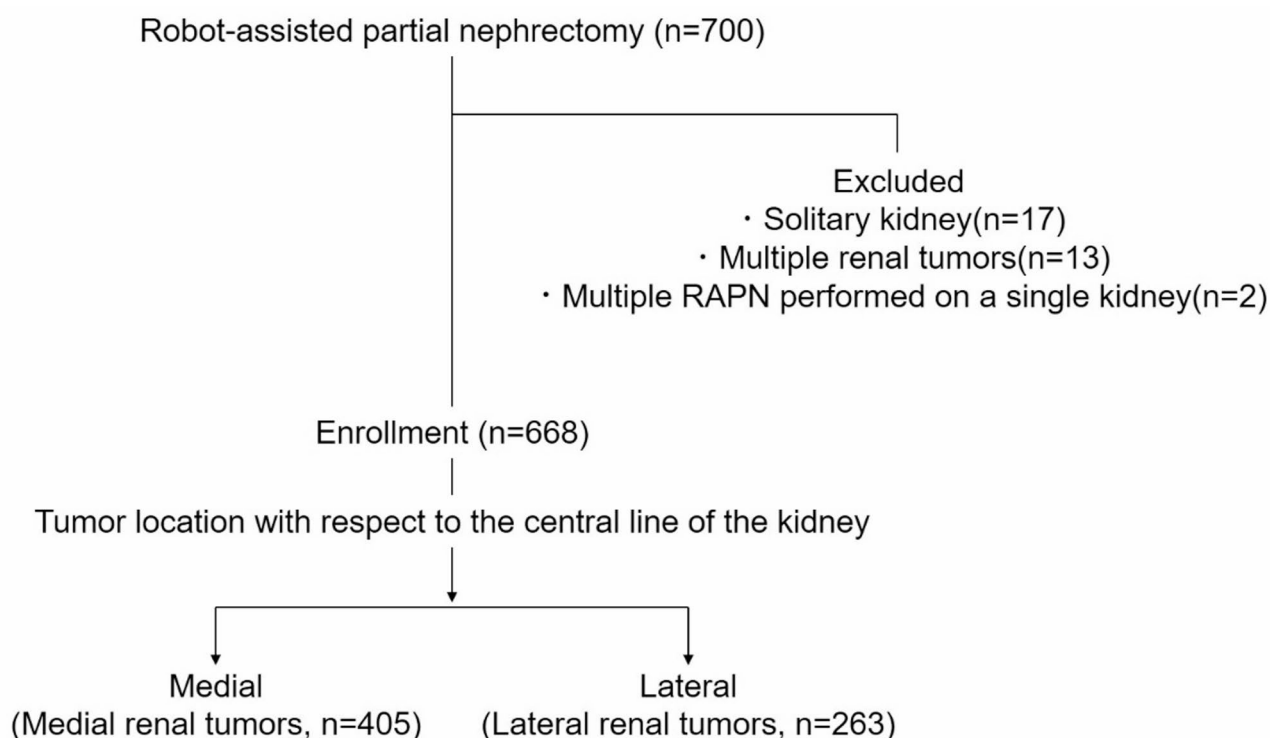 Robot-assisted partial nephrectomy (n=700)
Excluded
・Solitary kidney(n=17)
・Multiple renal tumors(n=13)
・Multiple RAPN performed on a single kidney(n=2)
Enrollment (n=668)
Tumor location with respect to the central line of the kidney
Medial
(Medial renal tumors, n=405)
Lateral
(Lateral renal tumors, n=263)